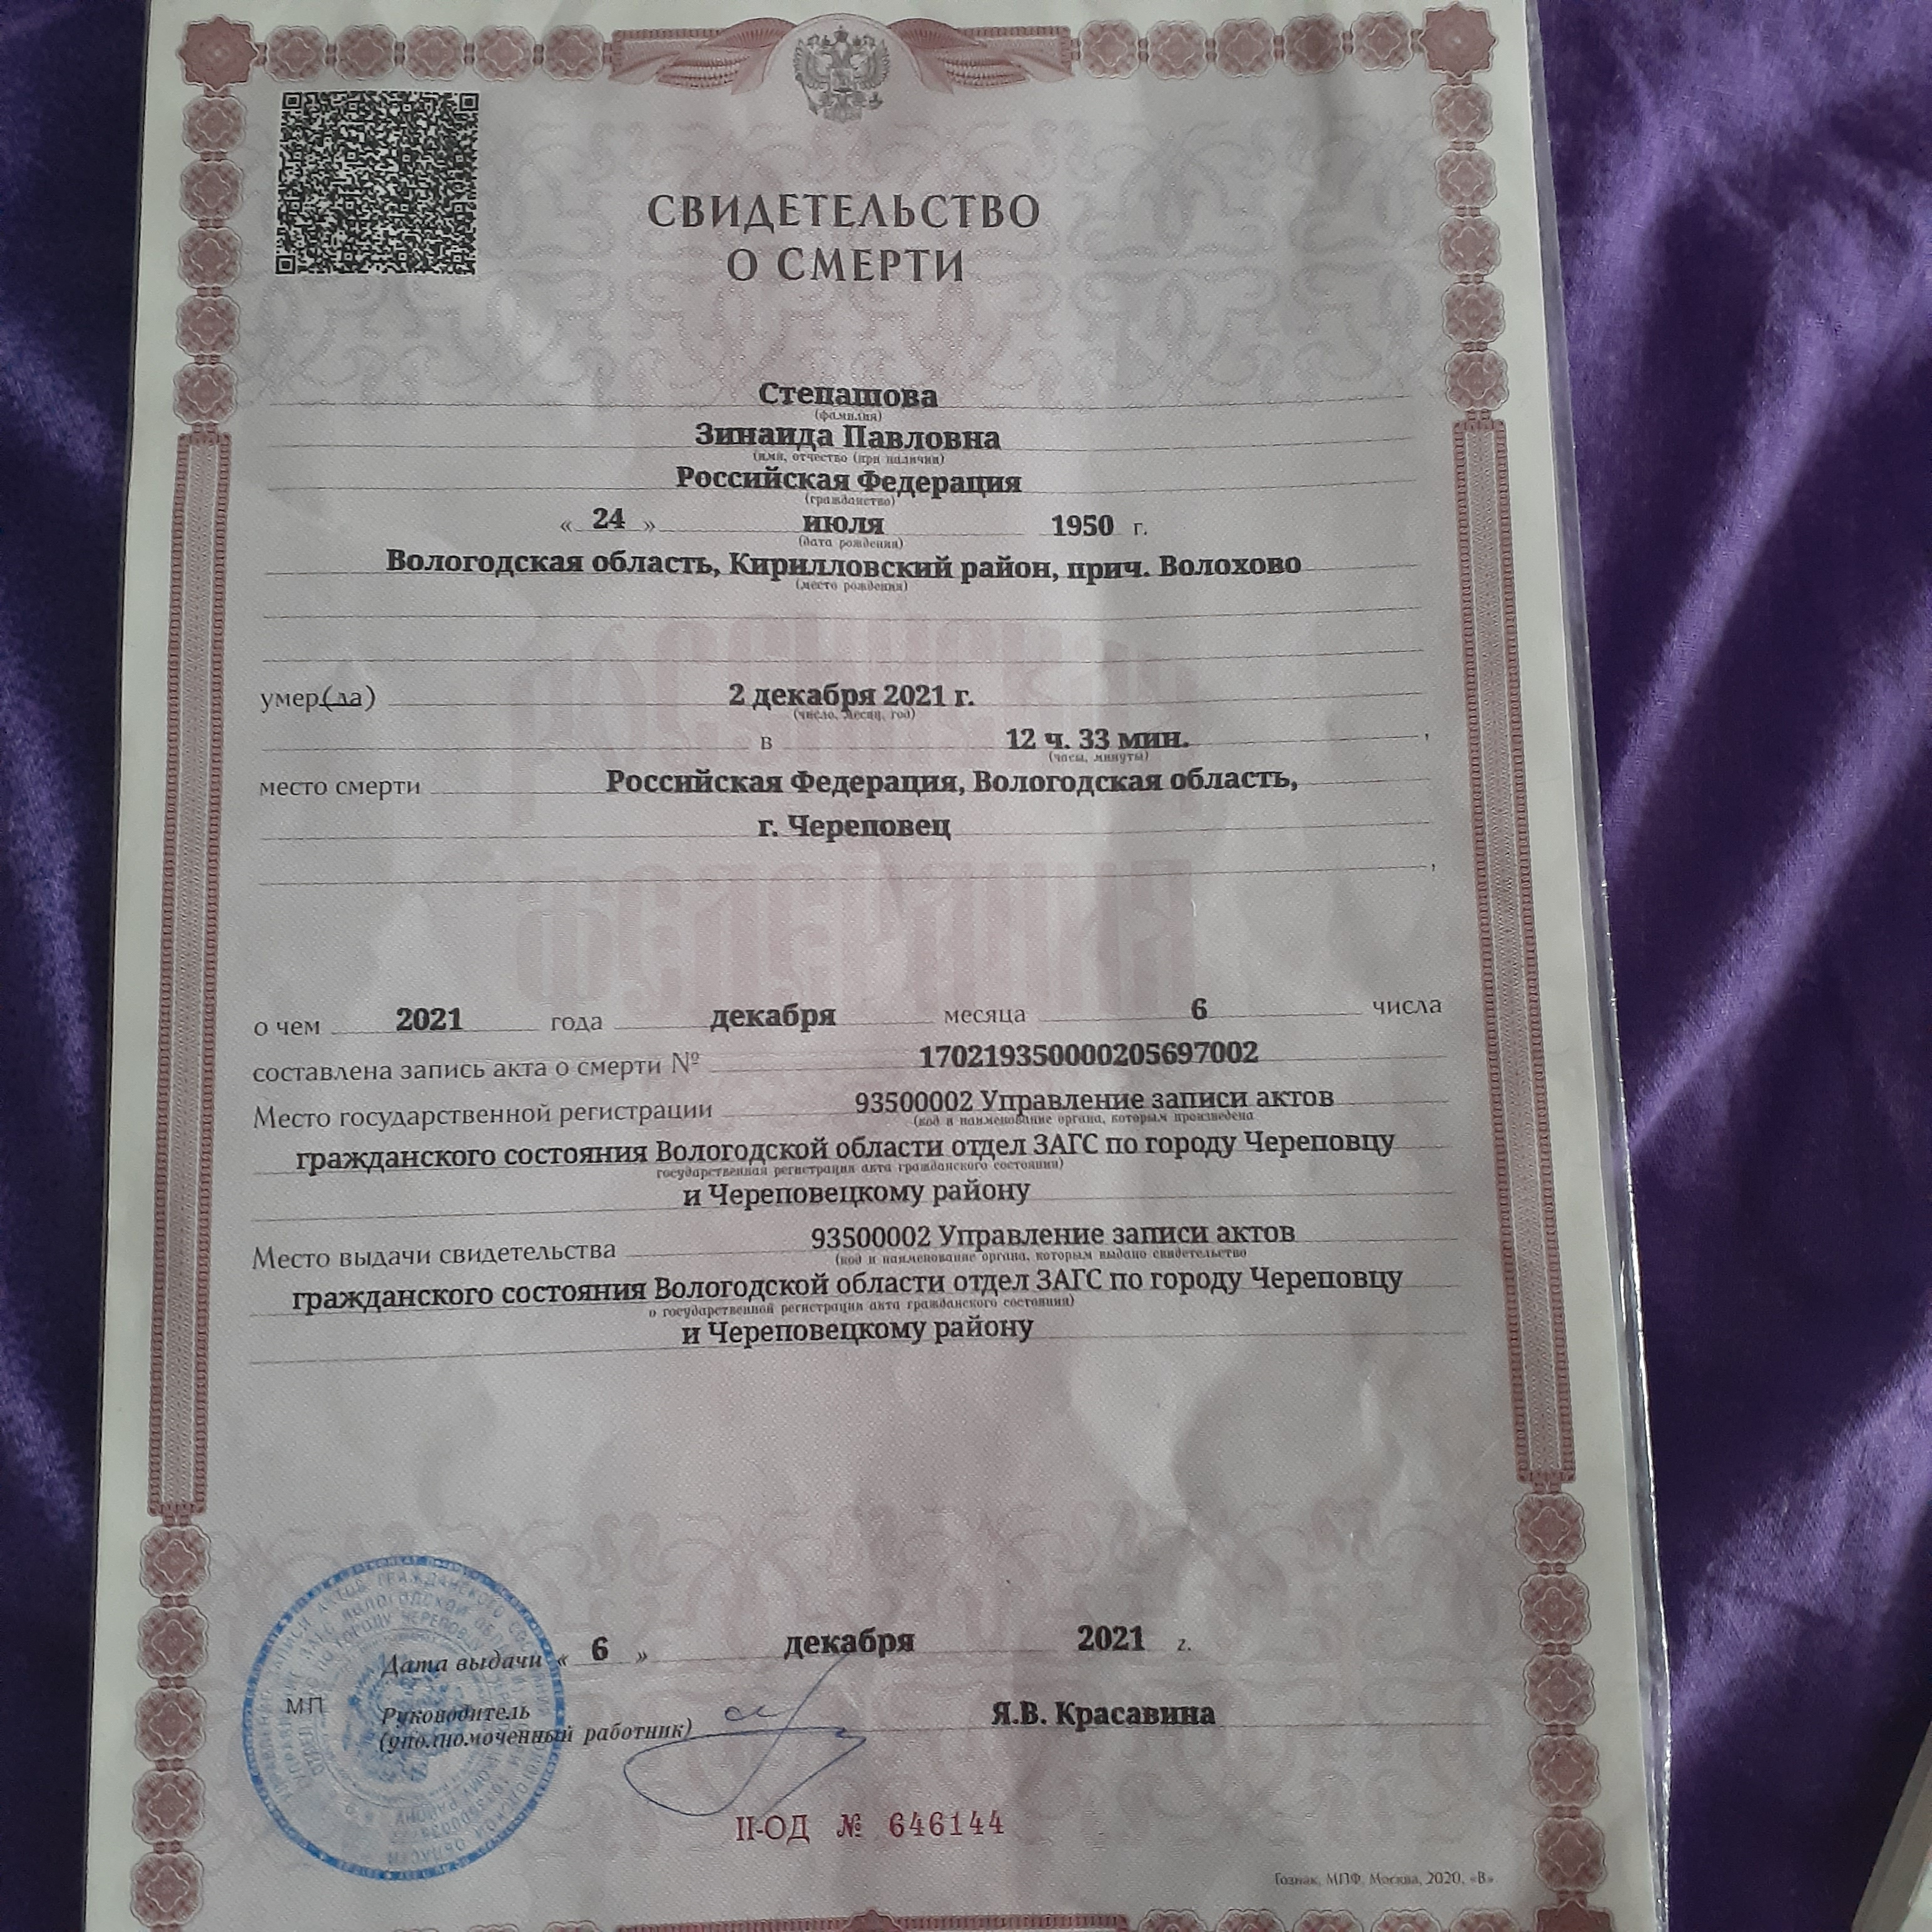 СВИДЕТЕЛЬСТВО
О СМЕРТИ
Степашова
(фамилия)
Зинаида Павловна
(имя, отчество (при наличии)
Российская Федерация
(гражданство)
« 24 » июля 1950 г.
(дата рождения)
Вологодская область, Кирилловский район, прич. Волохово
(место рождения)
умер(ла) 2 декабря 2021 г.
(число, месяц, год)
в 12 ч. 33 мин. ,
(часы, минуты)
место смерти Российская Федерация, Вологодская область,
г. Череповец
,
о чем 2021 года декабря месяца 6 числа
составлена запись акта о смерти № 170219350000205697002
Место государственной регистрации 93500002 Управление записи актов
(код и наименование органа, которым произведена
гражданского состояния Вологодской области отдел ЗАГС по городу Череповцу
государственная регистрация акта гражданского состояния)
и Череповецкому району
Место выдачи свидетельства 93500002 Управление записи актов
(код и наименование органа, которым выдано свидетельство
гражданского состояния Вологодской области отдел ЗАГС по городу Череповцу
о государственной регистрации акта гражданского состояния)
и Череповецкому району
Дата выдачи « 6 » декабря 2021 г.
МП Руководитель
(уполномоченный работник) Я.В. Красавина
II-ОД № 646144
Гознак, МПФ, Москва, 2020, «В».